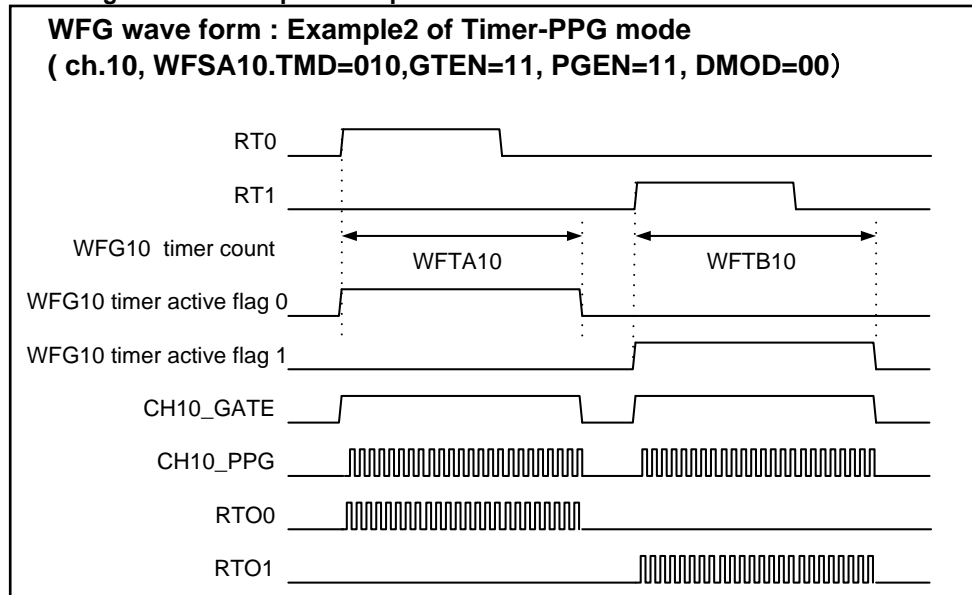 WFG wave form : Example2 of Timer-PPG mode
( ch.10, WFSA10.TMD=010,GTEN=11, PGEN=11, DMOD=00）
RT0
RT1
WFG10 timer count
WFTA10
WFTB10
WFG10 timer active flag 0
WFG10 timer active flag 1
CH10_GATE
CH10_PPG
RTO0
RTO1